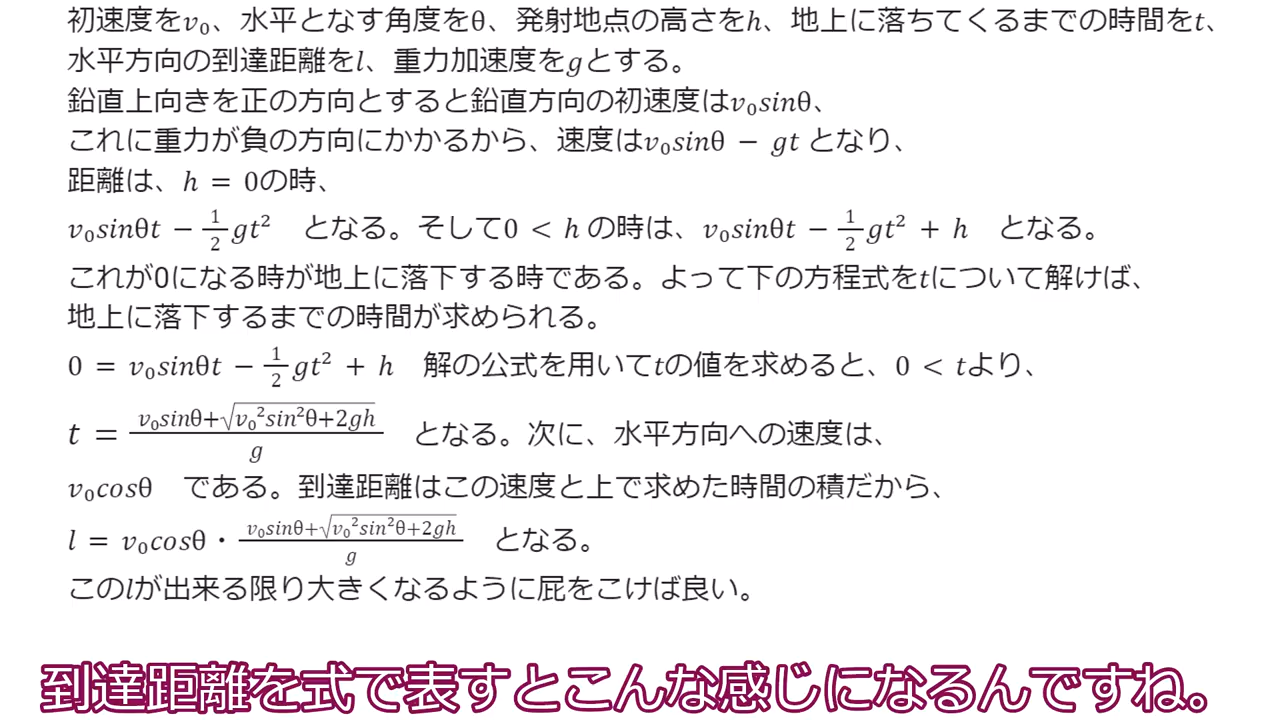 初速度をv₀、水平となす角度をθ、発射地点の高さをh、地上に落ちてくるまでの時間をt、
水平方向の到達距離をl、重力加速度をgとする。
鉛直上向きを正の方向とすると鉛直方向の初速度はv₀sinθ、
これに重力が負の方向にかかるから、速度はv₀sinθ − gt となり、
距離は、h = 0の時、
v₀sinθt − 1/2 gt² となる。そして0 < h の時は、v₀sinθt − 1/2 gt² + h となる。
これが0になる時が地上に落下する時である。よって下の方程式をtについて解けば、
地上に落下するまでの時間が求められる。
0 = v₀sinθt − 1/2 gt² + h 解の公式を用いてtの値を求めると、0 < tより、
t = (v₀sinθ+√(v₀²sin²θ+2gh))/g となる。次に、水平方向への速度は、
v₀cosθ である。到達距離はこの速度と上で求めた時間の積だから、
l = v₀cosθ・(v₀sinθ+√(v₀²sin²θ+2gh))/g となる。
このlが出来る限り大きくなるように屁をこけば良い。
到達距離を式で表すとこんな感じになるんですね。